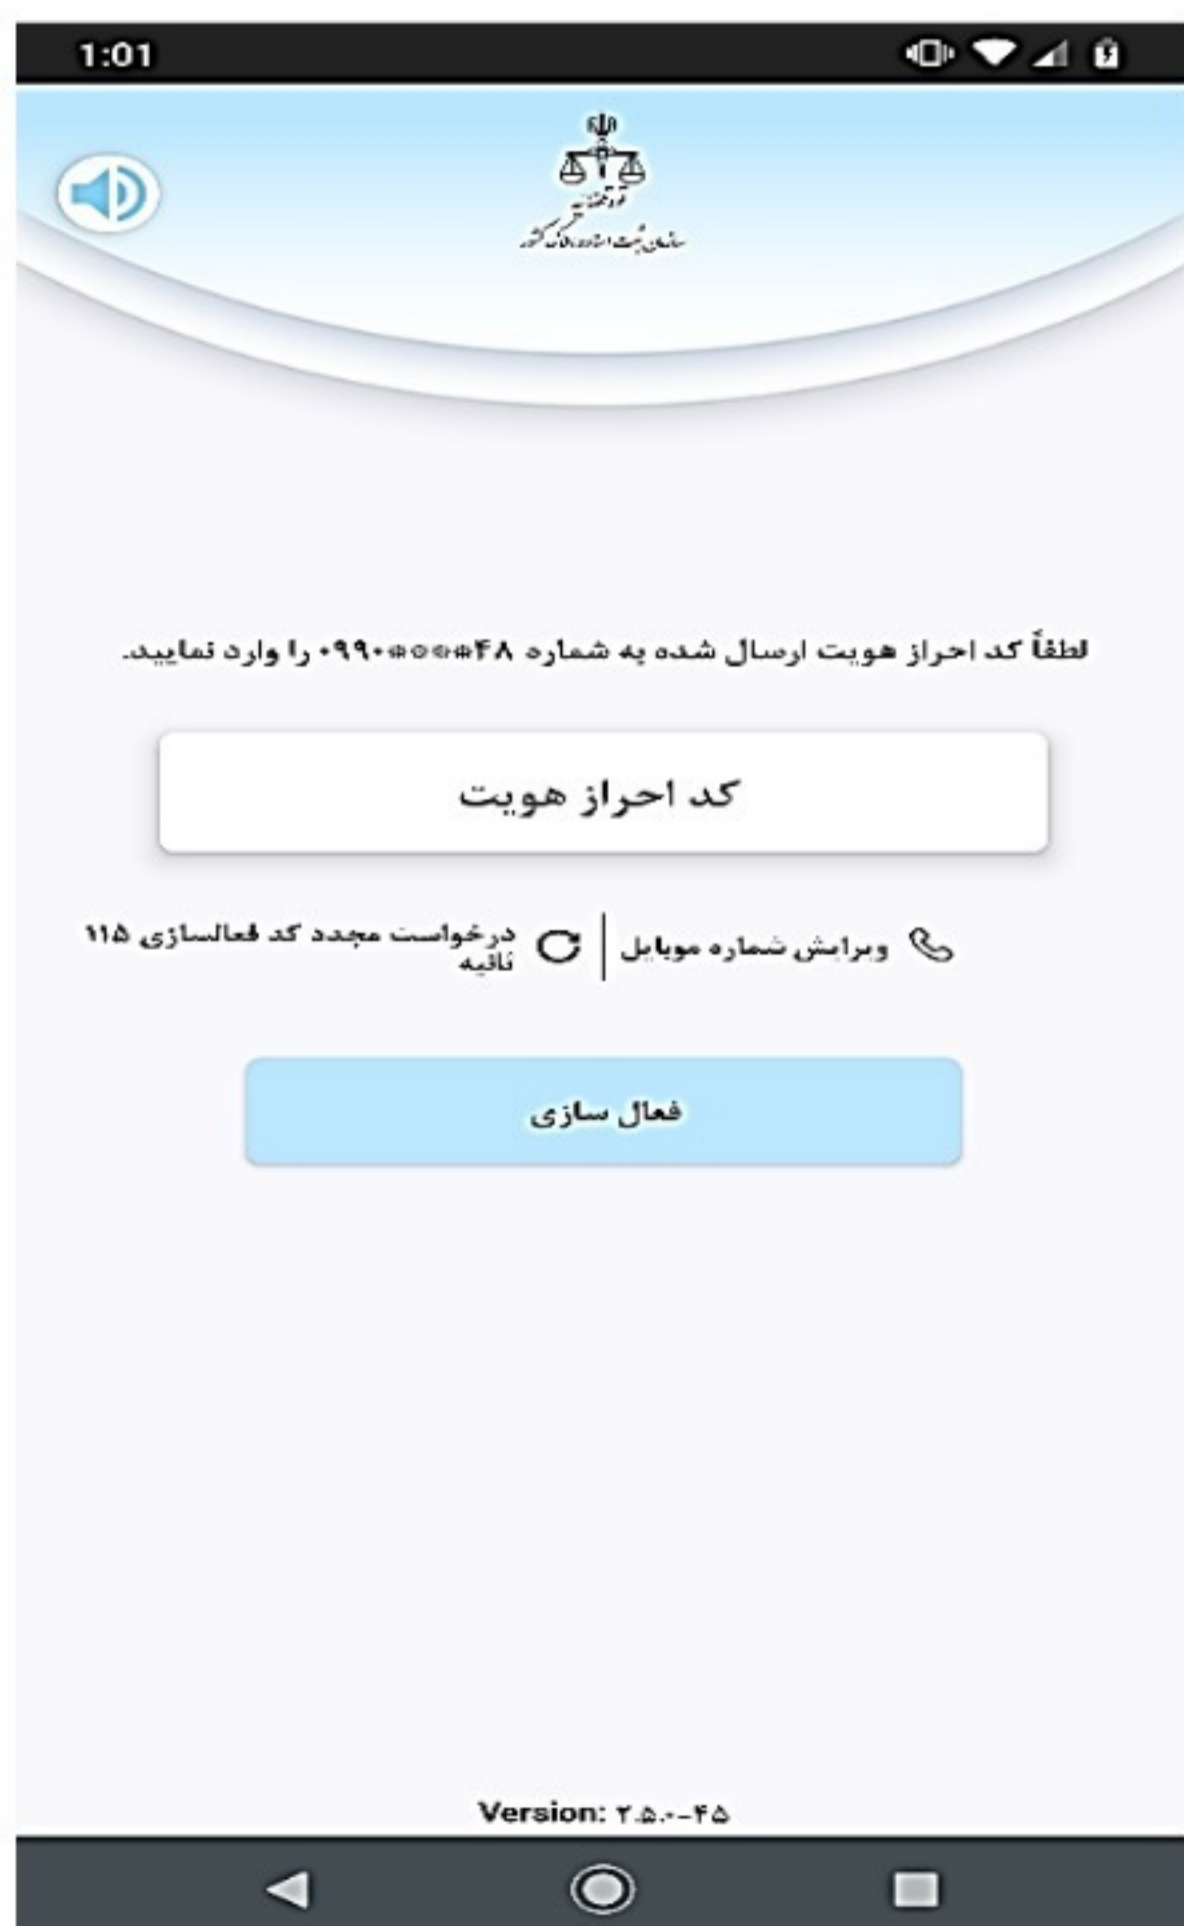 1:01
قوه قضائیه
سازمان ثبت اسناد و املاک کشور
لطفاً کد احراز هویت ارسال شده به شماره ۰۹۹۰*****۴۸ را وارد نمایید.
کد احراز هویت
ویرایش شماره موبایل
درخواست مجدد کد فعالسازی ۱۱۵
ثانیه
فعال سازی
Version: ۲.۵.۰-۴۵